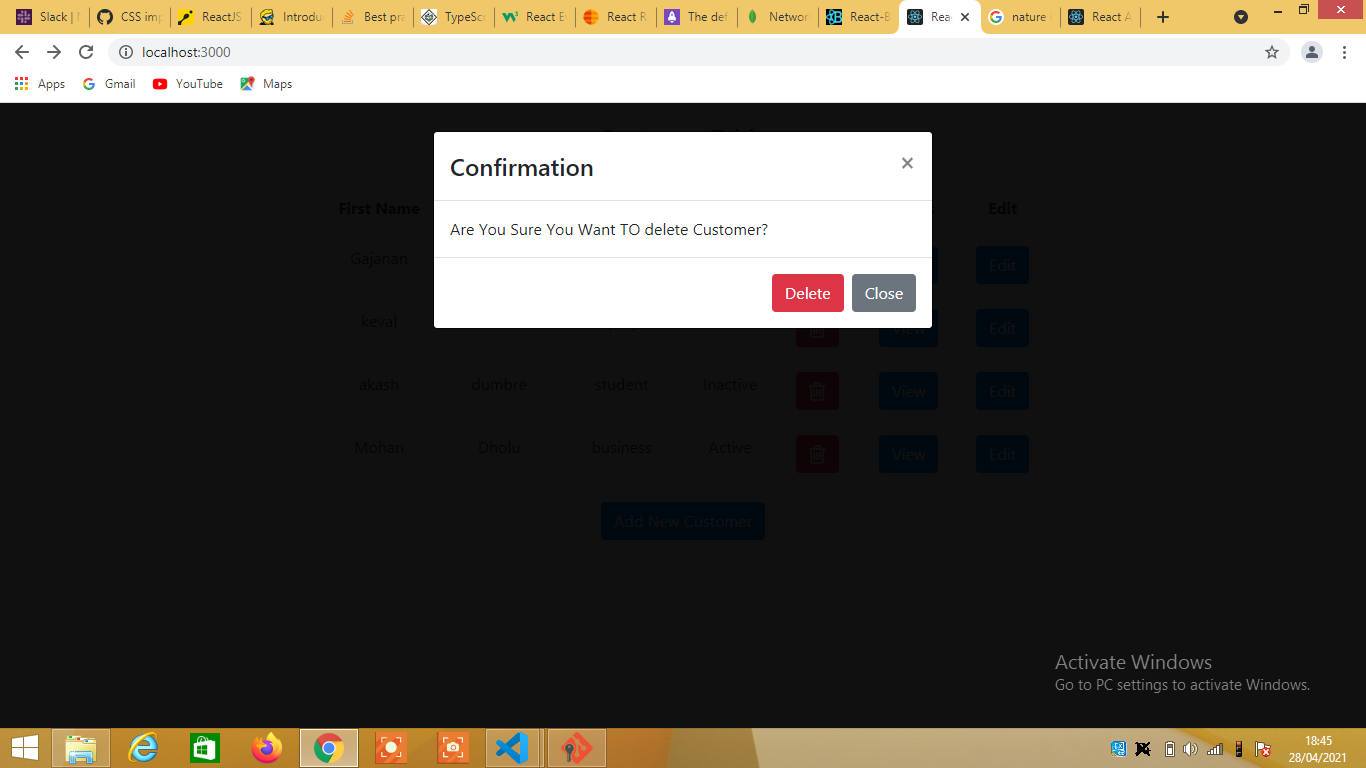 Slack |
CSS imp
ReactJS
Introdu
Best pra
TypeScr
React E
React R
The def
Networ
React-B
Rea
nature
React A
localhost:3000
Apps Gmail YouTube Maps
Confirmation ×
Are You Sure You Want TO delete Customer?
Delete Close
First Name Edit
Gajanan Edit
keval View Edit
akash dumbre student Inactive View Edit
Mohan Dholu business Active View Edit
Add New Customer
Activate Windows
Go to PC settings to activate Windows.
18:45
28/04/2021